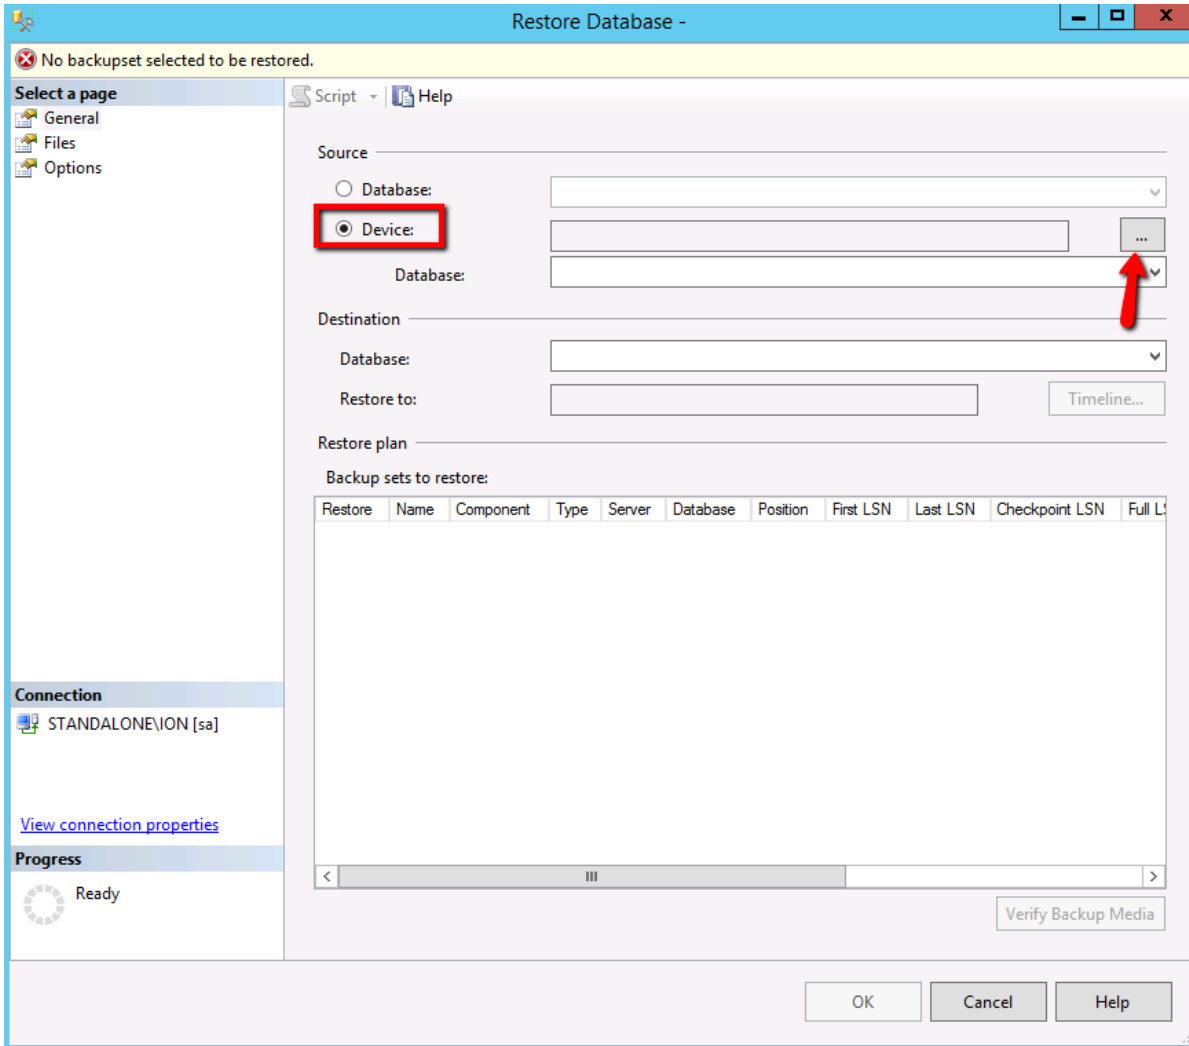 Restore Database -
No backupset selected to be restored.
Select a page
General
Files
Options
Script
Help
Source
Database:
Device:
...
Database:
Destination
Database:
Restore to:
Timeline...
Restore plan
Backup sets to restore:
Restore Name Component Type Server Database Position First LSN Last LSN Checkpoint LSN Full
Connection
STANDALONE\ION [sa]
View connection properties
Progress
Ready
Verify Backup Media
OK
Cancel
Help